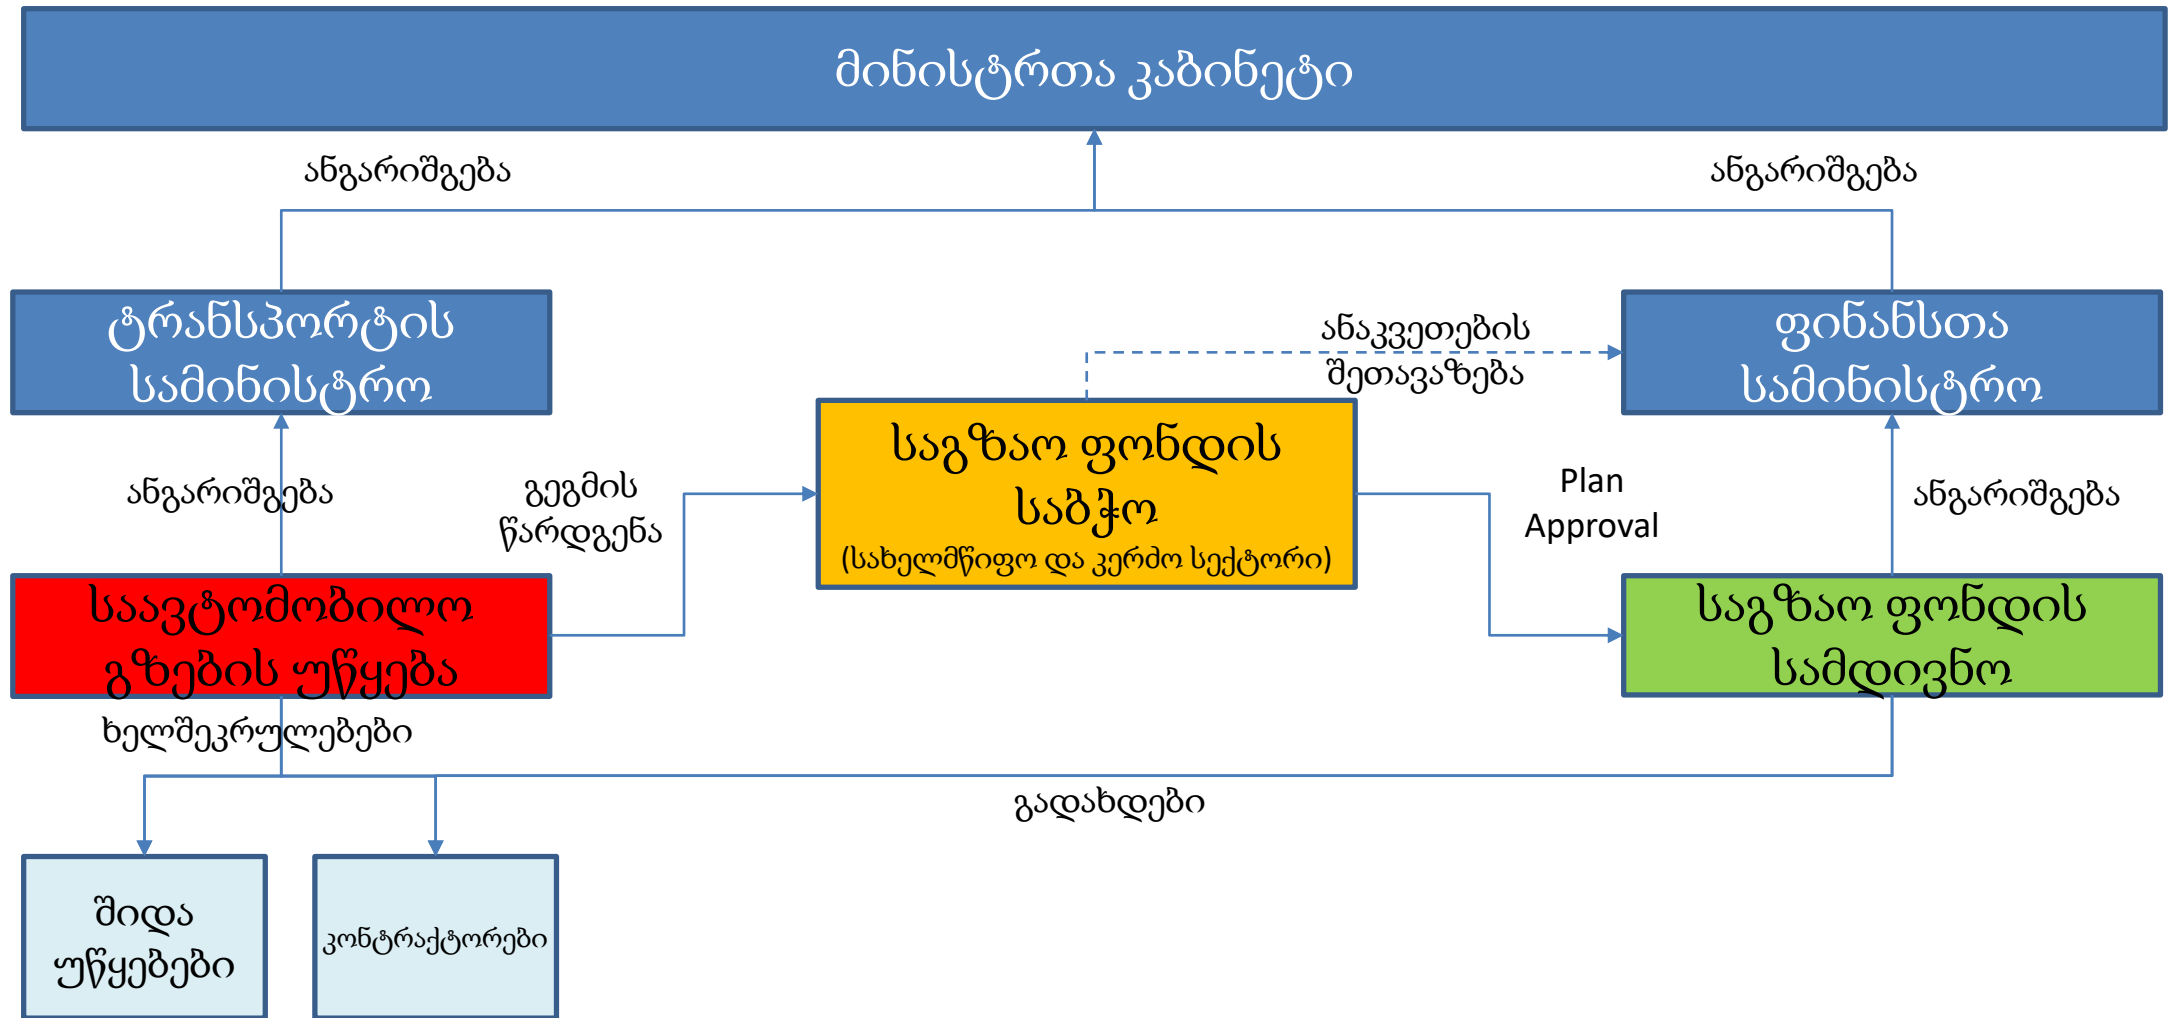 მინისტრთა კაბინეტი
ანგარიშგება
ანგარიშგება
ტრანსპორტის
სამინისტრო
ანაკვეთების
შეთავაზება
ფინანსთა
სამინისტრო
ანგარიშგება
გეგმის
წარდგენა
საგზაო ფონდის
საბჭო
(სახელმწიფო და კერძო სექტორი)
Plan
Approval
ანგარიშგება
საავტომობილო
გზების უწყება
საგზაო ფონდის
სამდივნო
ხელშეკრულებები
გადახდები
შიდა
უწყებები
კონტრაქტორები